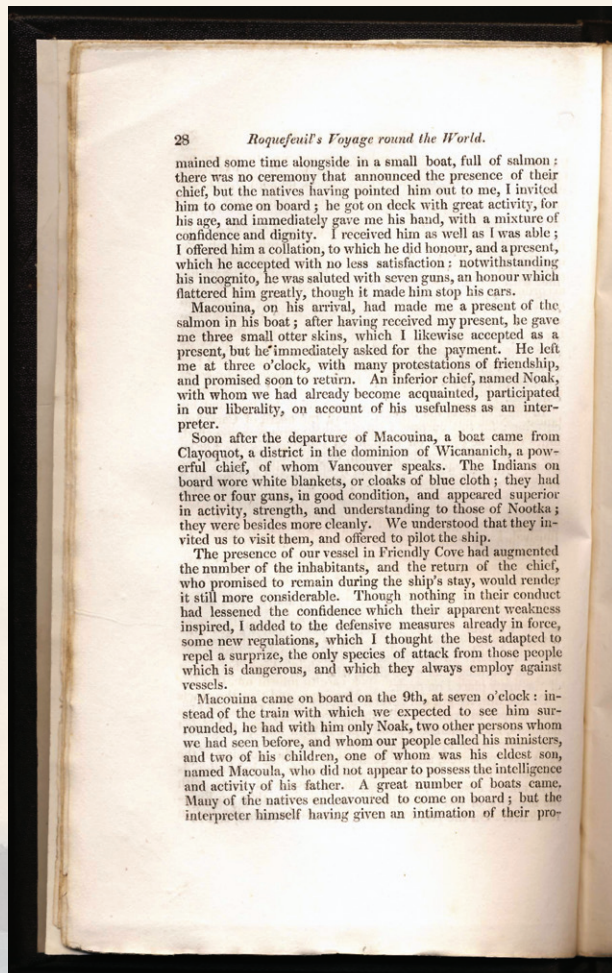 28 Roquefeuil's Voyage round the World.
mained some time alongside in a small boat, full of salmon :
there was no ceremony that announced the presence of their
chief, but the natives having pointed him out to me, I invited
him to come on board ; he got on deck with great activity, for
his age, and immediately gave me his hand, with a mixture of
confidence and dignity. I received him as well as I was able ;
I offered him a collation, to which he did honour, and a present,
which he accepted with no less satisfaction : notwithstanding
his incognito, he was saluted with seven guns, an honour which
flattered him greatly, though it made him stop his ears.
Macouina, on his arrival, had made me a present of the
salmon in his boat ; after having received my present, he gave
me three small otter skins, which I likewise accepted as a
present, but he immediately asked for the payment. He left
me at three o'clock, with many protestations of friendship,
and promised soon to return. An inferior chief, named Noak,
with whom we had already become acquainted, participated
in our liberality, on account of his usefulness as an inter-
preter.
Soon after the departure of Macouina, a boat came from
Clayoquot, a district in the dominion of Wicananich, a pow-
erful chief, of whom Vancouver speaks. The Indians on
board wore white blankets, or cloaks of blue cloth ; they had
three or four guns, in good condition, and appeared superior
in activity, strength, and understanding to those of Nootka ;
they were besides more cleanly. We understood that they in-
vited us to visit them, and offered to pilot the ship.
The presence of our vessel in Friendly Cove had augmented
the number of the inhabitants, and the return of the chief,
who promised to remain during the ship's stay, would render
it still more considerable. Though nothing in their conduct
had lessened the confidence which their apparent weakness
inspired, I added to the defensive measures already in force,
some new regulations, which I thought the best adapted to
repel a surprize, the only species of attack from those people
which is dangerous, and which they always employ against
vessels.
Macouina came on board on the 9th, at seven o'clock : in-
stead of the train with which we expected to see him sur-
rounded, he had with him only Noak, two other persons whom
we had seen before, and whom our people called his ministers,
and two of his children, one of whom was his eldest son,
named Macoula, who did not appear to possess the intelligence
and activity of his father. A great number of boats came.
Many of the natives endeavoured to come on board ; but the
interpreter himself having given an intimation of their pro-